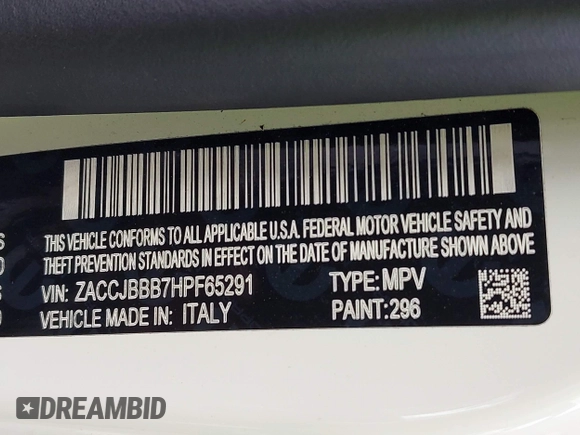 THIS VEHICLE CONFORMS TO ALL APPLICABLE U.S.A. FEDERAL MOTOR VEHICLE SAFETY AND
THEFT PREVENTION STANDARDS IN EFFECT ON THE DATE OF MANUFACTURE SHOWN ABOVE.
VIN: ZACCJBBB7HPF65291 TYPE: MPV
VEHICLE MADE IN: ITALY PAINT: 296
DREAMBID